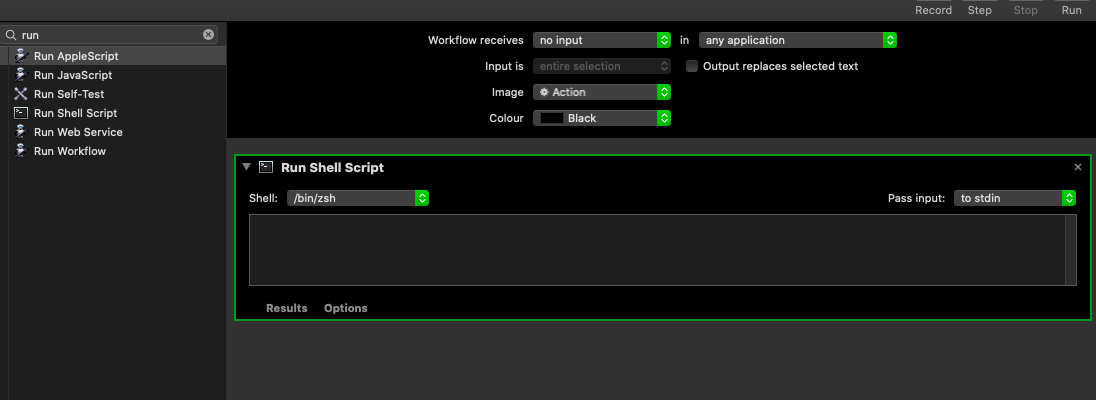 Record Step Stop Run
run
Run AppleScript
Run JavaScript
Run Self-Test
Run Shell Script
Run Web Service
Run Workflow
Workflow receives no input in any application
Input is entire selection Output replaces selected text
Image Action
Colour Black
Run Shell Script
Shell: /bin/zsh Pass input: to stdin
Results Options